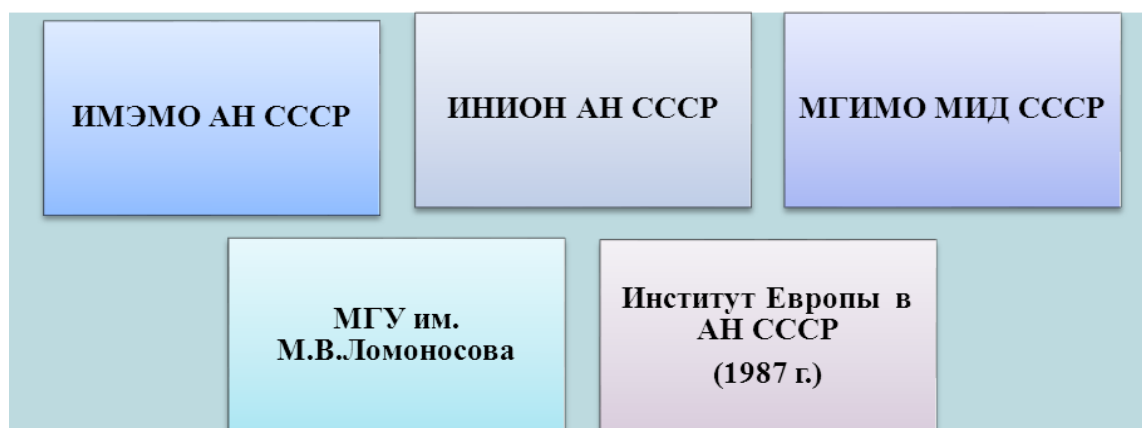 ИМЭМО АН СССР
ИНИОН АН СССР
МГИМО МИД СССР
МГУ им.
М.В.Ломоносова
Институт Европы в
АН СССР
(1987 г.)